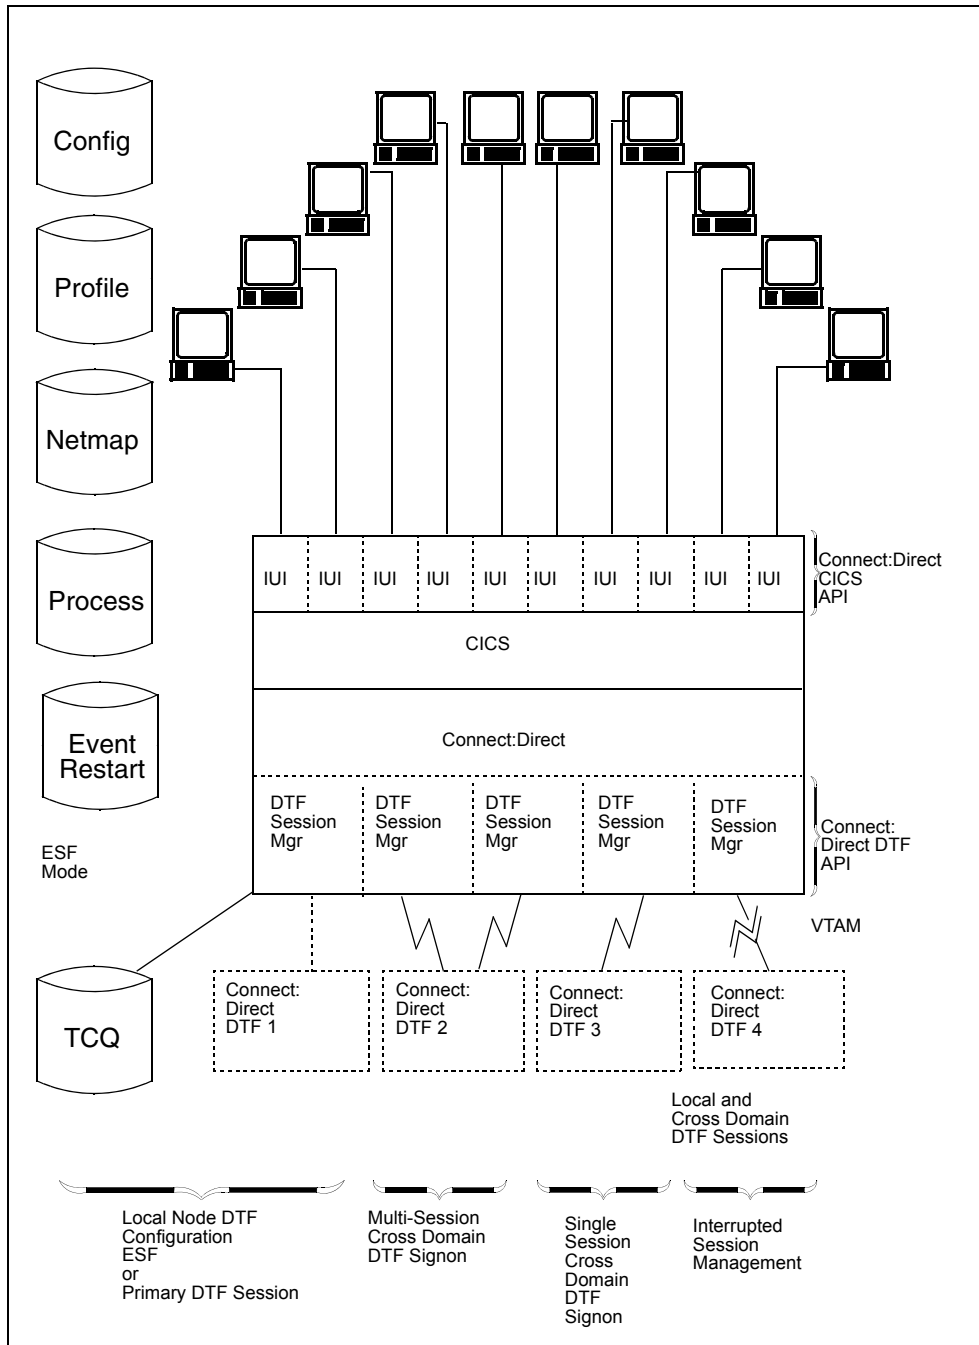 Config
Profile
Netmap
Process
Event
Restart
ESF
Mode
TCQ
IUI IUI IUI IUI IUI IUI IUI IUI IUI IUI
Connect:Direct
CICS
API
CICS
Connect:Direct
DTF
Session
Mgr
DTF
Session
Mgr
DTF
Session
Mgr
DTF
Session
Mgr
DTF
Session
Mgr
Connect:
Direct DTF
API
VTAM
Connect:
Direct
DTF 1
Connect:
Direct
DTF 2
Connect:
Direct
DTF 3
Connect:
Direct
DTF 4
Local and
Cross Domain
DTF Sessions
Local Node DTF
Configuration
ESF
or
Primary DTF Session
Multi-Session
Cross Domain
DTF Signon
Single
Session
Cross
Domain
DTF
Signon
Interrupted
Session
Management